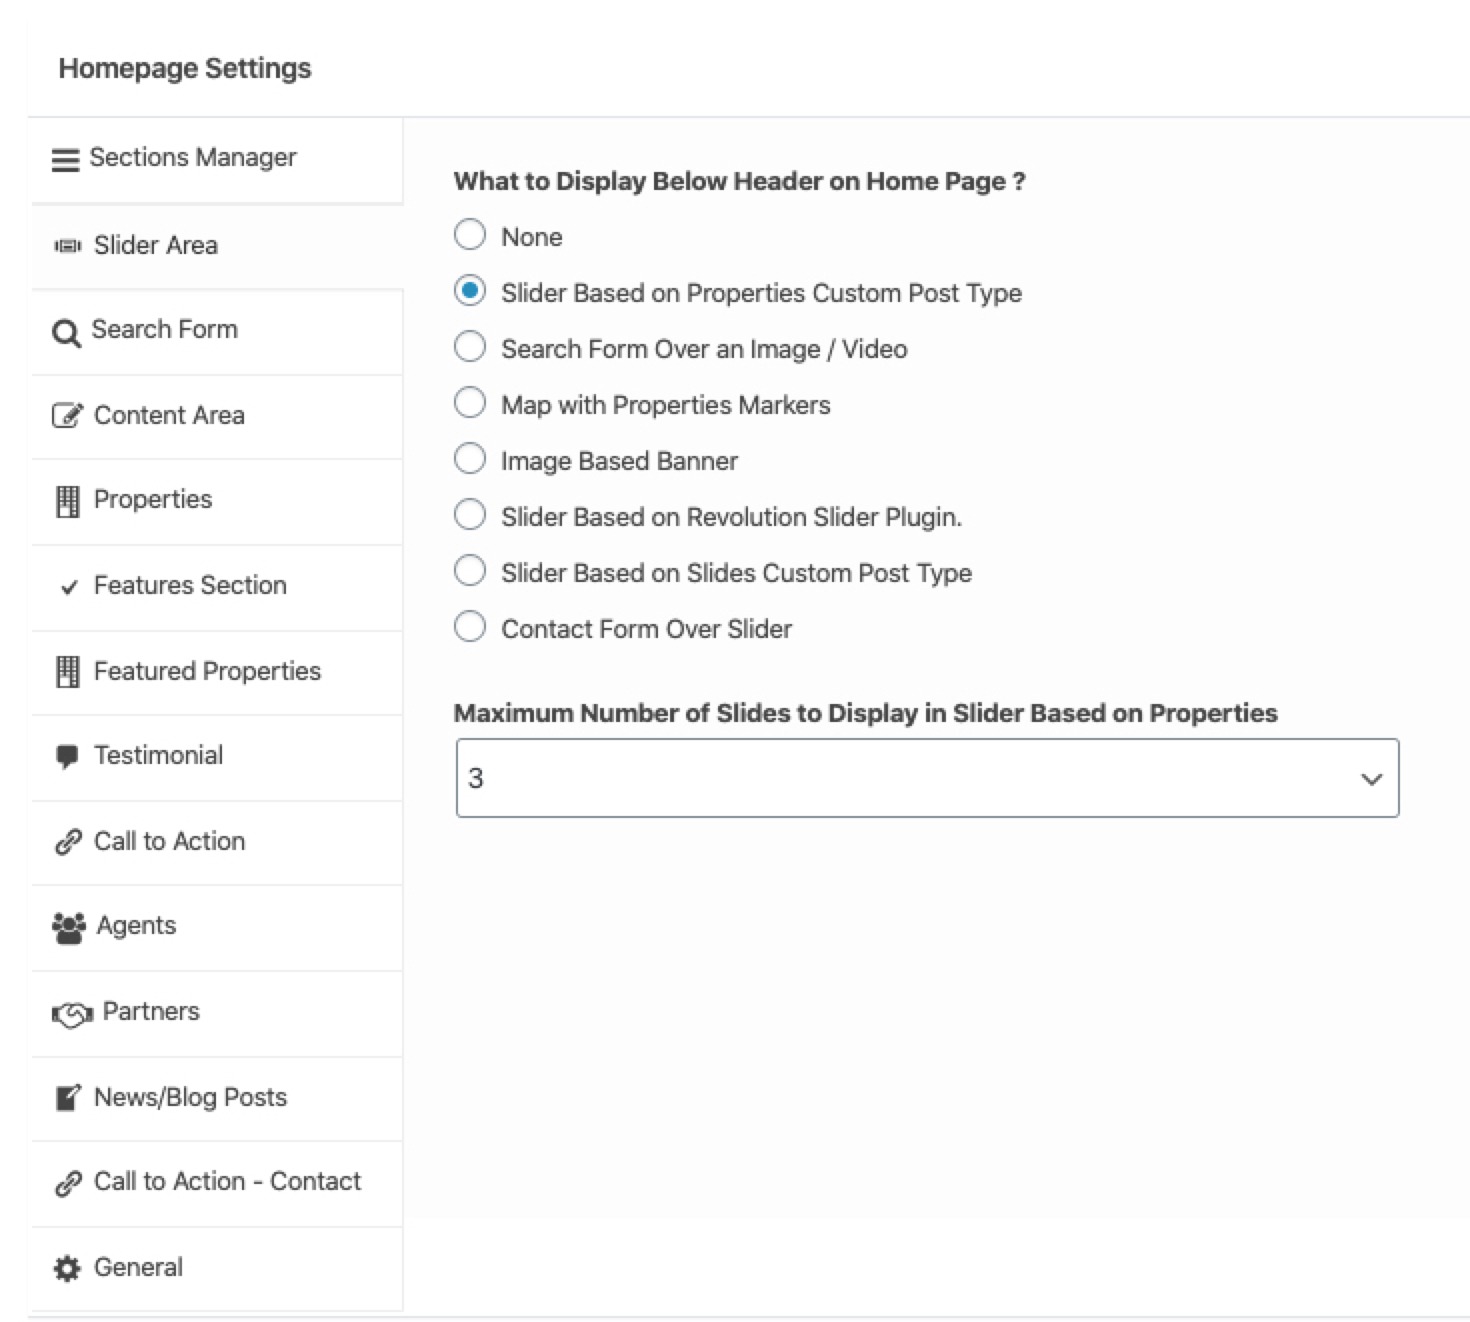 Homepage Settings
Sections Manager
Slider Area
Search Form
Content Area
Properties
Features Section
Featured Properties
Testimonial
Call to Action
Agents
Partners
News/Blog Posts
Call to Action - Contact
General
What to Display Below Header on Home Page ?
None
Slider Based on Properties Custom Post Type
Search Form Over an Image / Video
Map with Properties Markers
Image Based Banner
Slider Based on Revolution Slider Plugin.
Slider Based on Slides Custom Post Type
Contact Form Over Slider
Maximum Number of Slides to Display in Slider Based on Properties
3